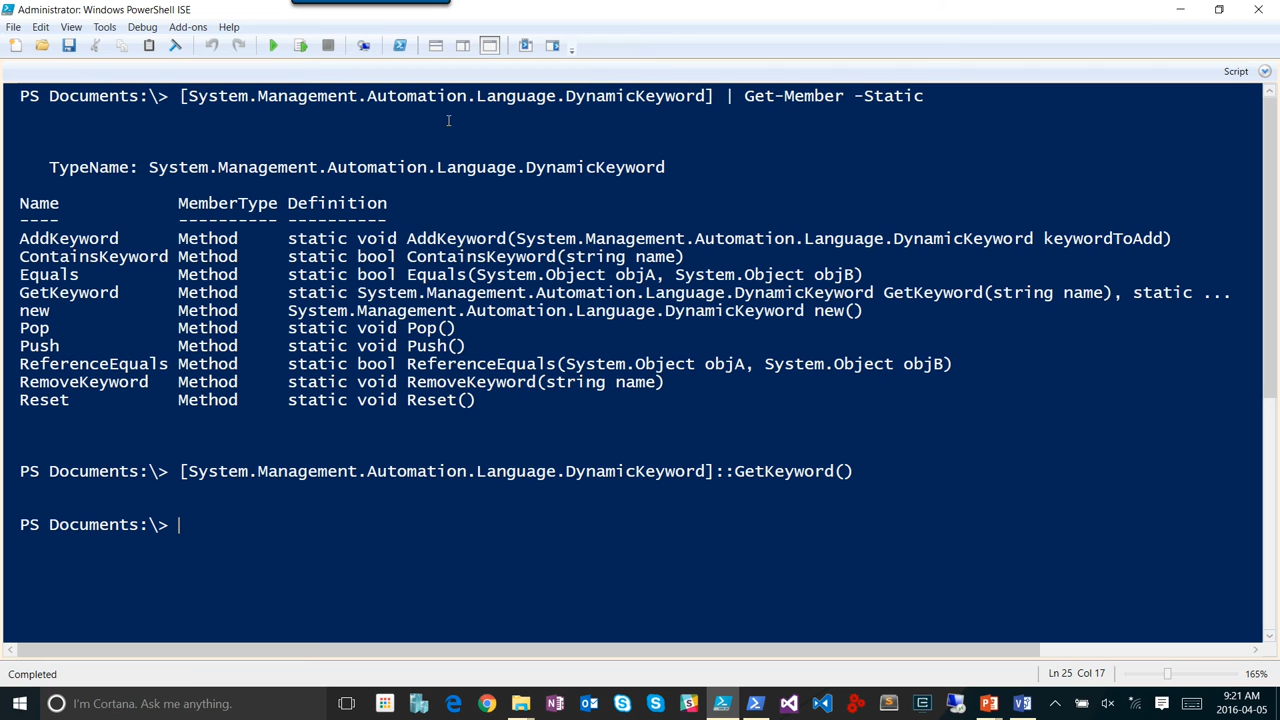 Administrator: Windows PowerShell ISE
File Edit View Tools Debug Add-ons Help
Script
PS Documents:\> [System.Management.Automation.Language.DynamicKeyword] | Get-Member -Static
TypeName: System.Management.Automation.Language.DynamicKeyword
Name MemberType Definition
---- ---------- ----------
AddKeyword Method static void AddKeyword(System.Management.Automation.Language.DynamicKeyword keywordToAdd)
ContainsKeyword Method static bool ContainsKeyword(string name)
Equals Method static bool Equals(System.Object objA, System.Object objB)
GetKeyword Method static System.Management.Automation.Language.DynamicKeyword GetKeyword(string name), static ...
new Method System.Management.Automation.Language.DynamicKeyword new()
Pop Method static void Pop()
Push Method static void Push()
ReferenceEquals Method static bool ReferenceEquals(System.Object objA, System.Object objB)
RemoveKeyword Method static void RemoveKeyword(string name)
Reset Method static void Reset()
PS Documents:\> [System.Management.Automation.Language.DynamicKeyword]::GetKeyword()
PS Documents:\>
Completed
Ln 25 Col 17
165%
I'm Cortana. Ask me anything.
9:21 AM
2016-04-05